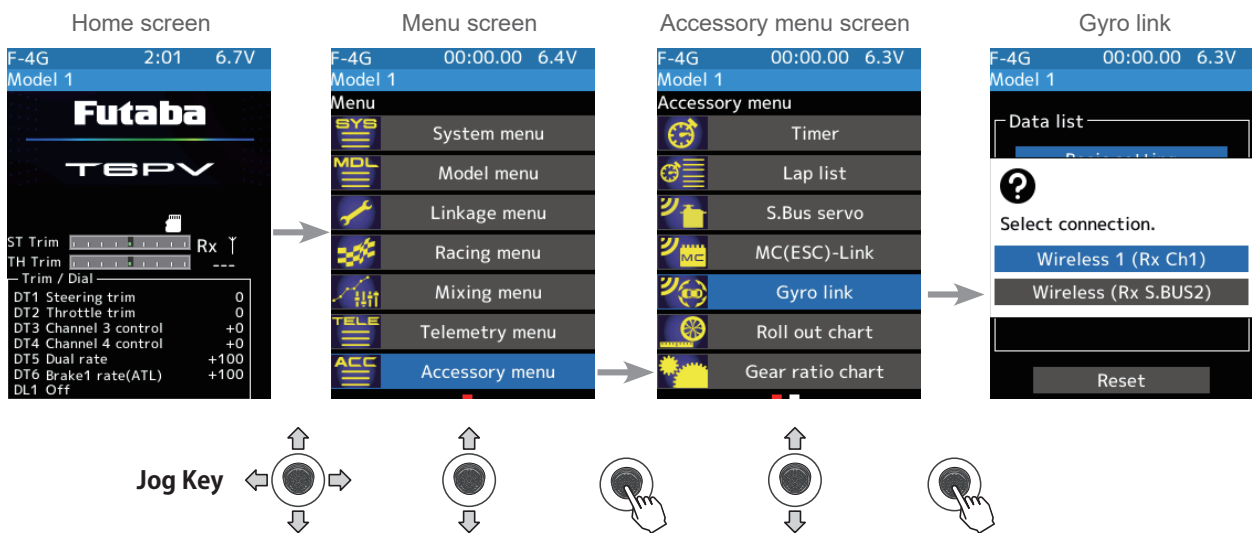 Home screen
Menu screen
Accessory menu screen
Gyro link
F-4G 2:01 6.7V
Model 1
Futaba
T6PV
ST Trim
Rx
TH Trim
---
Trim / Dial
DT1 Steering trim 0
DT2 Throttle trim 0
DT3 Channel 3 control +0
DT4 Channel 4 control +0
DT5 Dual rate +100
DT6 Brake1 rate(ATL) +100
DL1 Off
F-4G 00:00.00 6.4V
Model 1
Menu
SYS System menu
MDL Model menu
Linkage menu
Racing menu
Mixing menu
TELE Telemetry menu
ACC Accessory menu
F-4G 00:00.00 6.3V
Model 1
Accessory menu
Timer
Lap list
S.Bus servo
MC MC(ESC)-Link
Gyro link
Roll out chart
Gear ratio chart
F-4G 00:00.00 6.3V
Model 1
Data list
?
Select connection.
Wireless 1 (Rx Ch1)
Wireless (Rx S.BUS2)
Reset
Jog Key